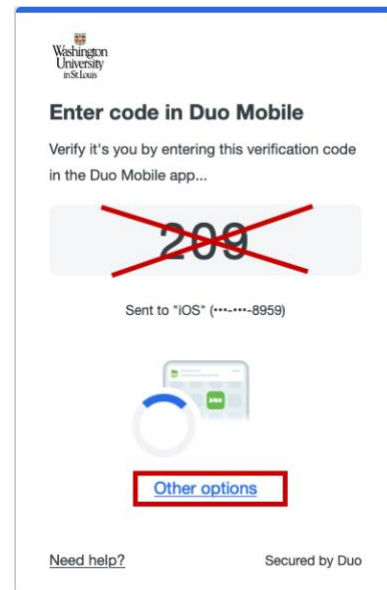 Washington
University
in St. Louis
Enter code in Duo Mobile
Verify it's you by entering this verification code
in the Duo Mobile app...
209
Sent to "iOS" (•••-•••-8959)
DUO
Other options
Need help?
Secured by Duo